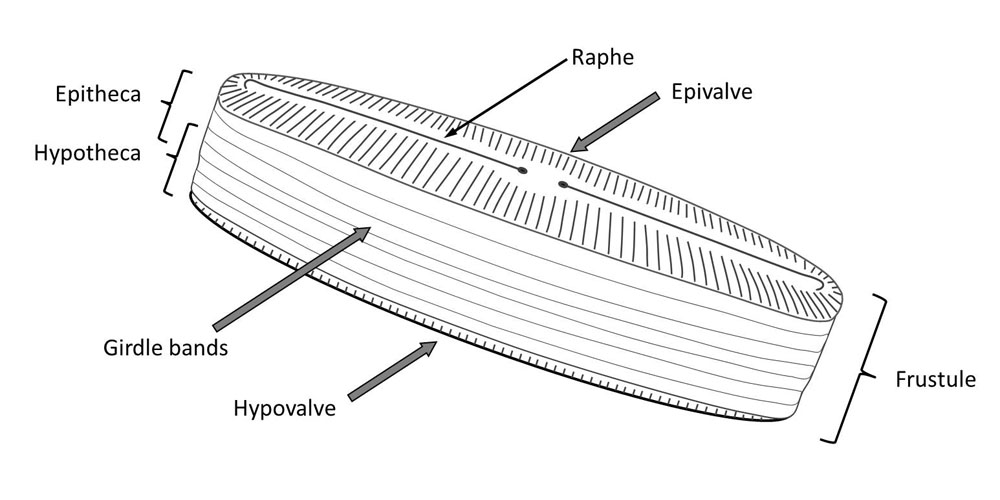 Raphe
Epivalve
Epitheca
Hypotheca
Girdle bands
Hypovalve
Frustule